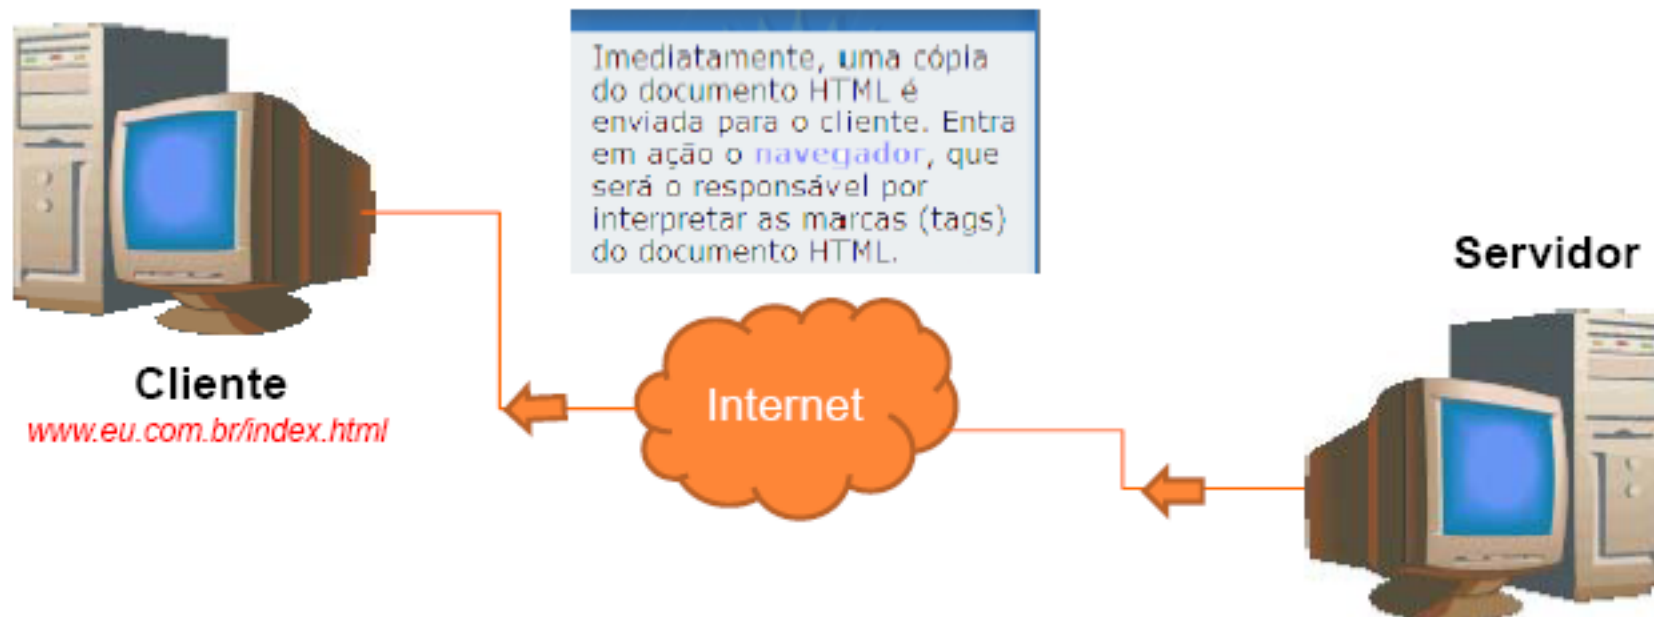 Imediatamente, uma cópia
do documento HTML é
enviada para o cliente. Entra
em ação o navegador, que
será o responsável por
interpretar as marcas (tags)
do documento HTML.
Servidor
Cliente
www.eu.com.br/index.html
Internet